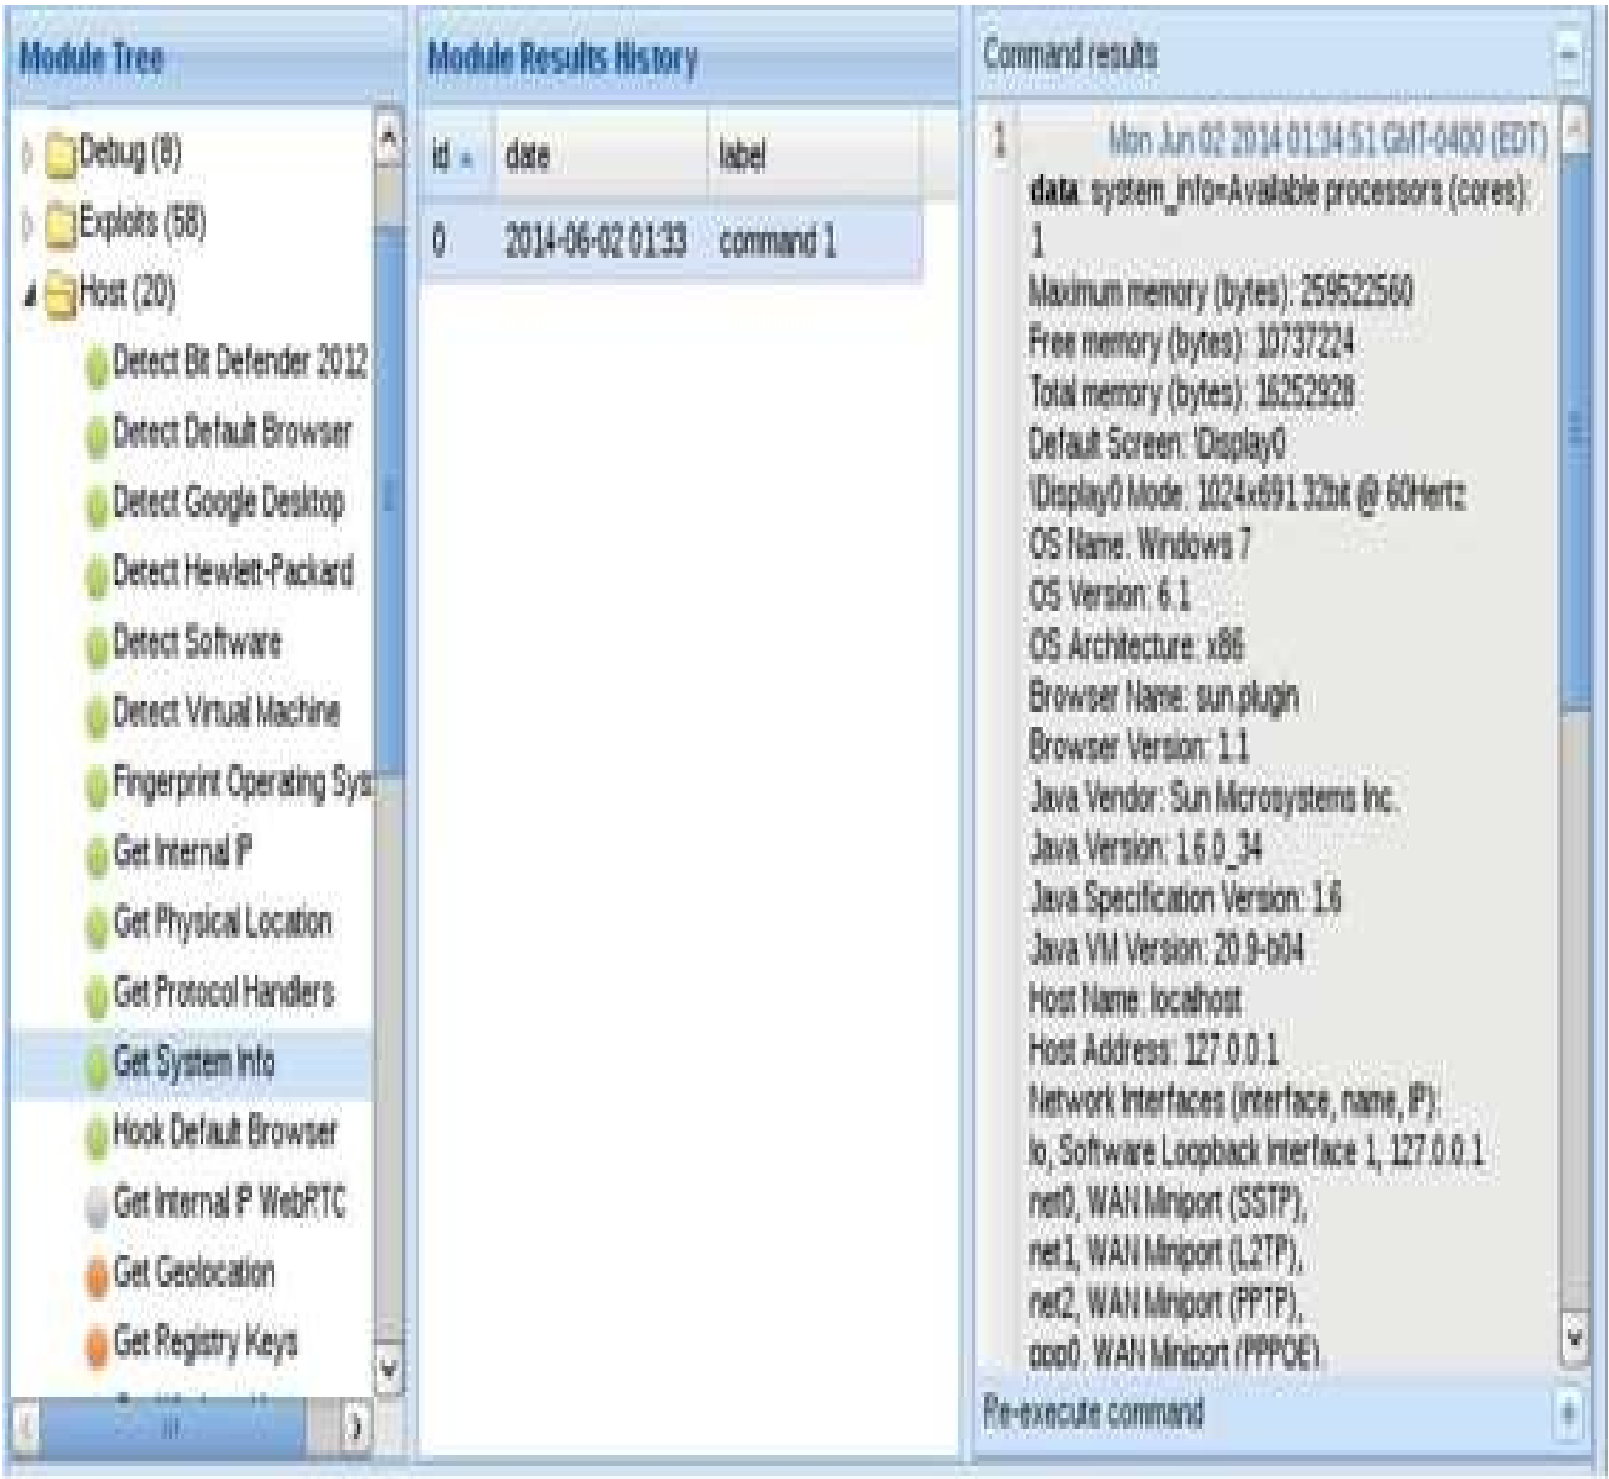 Module Tree
Debug (8)
Exploits (58)
Host (20)
Detect Bit Defender 2012
Detect Default Browser
Detect Google Desktop
Detect Hewlett-Packard
Detect Software
Detect Virtual Machine
Fingerprint Operating Sys
Get Internal IP
Get Physical Location
Get Protocol Handlers
Get System Info
Hook Default Browser
Get Internal IP WebRTC
Get Geolocation
Get Registry Keys
Module Results History
id date label
0 2014-06-02 01:33 command 1
Command results
1 Mon Jun 02 2014 01:34:51 GMT-0400 (EDT)
data: system_info=Available processors (cores):
1
Maximum memory (bytes): 259522560
Free memory (bytes): 10737224
Total memory (bytes): 16252928
Default Screen: \Display0
\Display0 Mode: 1024x691 32bit @ 60Hertz
OS Name: Windows 7
OS Version: 6.1
OS Architecture: x86
Browser Name: sun.plugin
Browser Version: 1.1
Java Vendor: Sun Microsystems Inc.
Java Version: 1.6.0_34
Java Specification Version: 1.6
Java VM Version: 20.9-b04
Host Name: localhost
Host Address: 127.0.0.1
Network Interfaces (interface, name, IP):
lo, Software Loopback Interface 1, 127.0.0.1
net0, WAN Miniport (SSTP),
net1, WAN Miniport (L2TP),
net2, WAN Miniport (PPTP),
ppp0, WAN Miniport (PPPOE)
Re-execute command